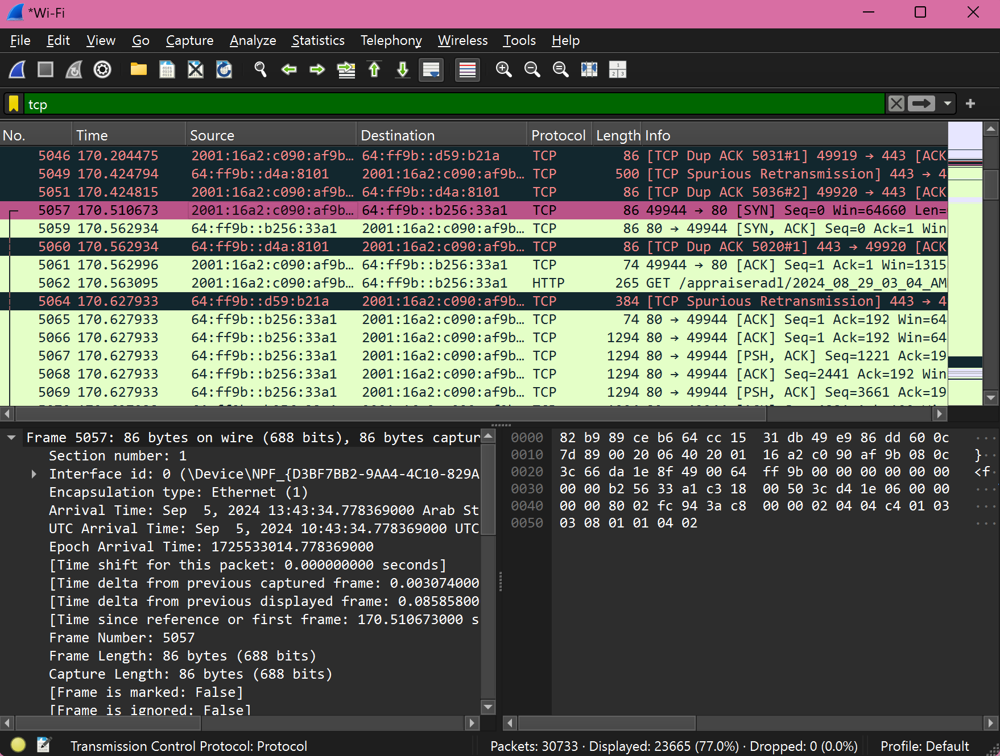 *Wi-Fi
File Edit View Go Capture Analyze Statistics Telephony Wireless Tools Help
tcp
No. Time Source Destination Protocol Length Info
5046 170.204475 2001:16a2:c090:af9b… 64:ff9b::d59:b21a TCP 86 [TCP Dup ACK 5031#1] 49919 → 443 [ACK
5049 170.424794 64:ff9b::d4a:8101 2001:16a2:c090:af9b… TCP 500 [TCP Spurious Retransmission] 443 → 4
5051 170.424815 2001:16a2:c090:af9b… 64:ff9b::d4a:8101 TCP 86 [TCP Dup ACK 5036#2] 49920 → 443 [ACK
5057 170.510673 2001:16a2:c090:af9b… 64:ff9b::b256:33a1 TCP 86 49944 → 80 [SYN] Seq=0 Win=64660 Len=
5059 170.562934 64:ff9b::b256:33a1 2001:16a2:c090:af9b… TCP 86 80 → 49944 [SYN, ACK] Seq=0 Ack=1 Win
5060 170.562934 64:ff9b::d4a:8101 2001:16a2:c090:af9b… TCP 86 [TCP Dup ACK 5020#1] 443 → 49920 [ACK
5061 170.562996 2001:16a2:c090:af9b… 64:ff9b::b256:33a1 TCP 74 49944 → 80 [ACK] Seq=1 Ack=1 Win=1315
5062 170.563095 2001:16a2:c090:af9b… 64:ff9b::b256:33a1 HTTP 265 GET /appraiseradl/2024_08_29_03_04_AM
5064 170.627933 64:ff9b::d59:b21a 2001:16a2:c090:af9b… TCP 384 [TCP Spurious Retransmission] 443 → 4
5065 170.627933 64:ff9b::b256:33a1 2001:16a2:c090:af9b… TCP 74 80 → 49944 [ACK] Seq=1 Ack=192 Win=64
5066 170.627933 64:ff9b::b256:33a1 2001:16a2:c090:af9b… TCP 1294 80 → 49944 [ACK] Seq=1 Ack=192 Win=64
5067 170.627933 64:ff9b::b256:33a1 2001:16a2:c090:af9b… TCP 1294 80 → 49944 [PSH, ACK] Seq=1221 Ack=19
5068 170.627933 64:ff9b::b256:33a1 2001:16a2:c090:af9b… TCP 1294 80 → 49944 [ACK] Seq=2441 Ack=192 Win
5069 170.627933 64:ff9b::b256:33a1 2001:16a2:c090:af9b… TCP 1294 80 → 49944 [PSH, ACK] Seq=3661 Ack=19
Frame 5057: 86 bytes on wire (688 bits), 86 bytes captur
Section number: 1
Interface id: 0 (\Device\NPF_{D3BF7BB2-9AA4-4C10-829A
Encapsulation type: Ethernet (1)
Arrival Time: Sep  5, 2024 13:43:34.778369000 Arab St
UTC Arrival Time: Sep  5, 2024 10:43:34.778369000 UTC
Epoch Arrival Time: 1725533014.778369000
[Time shift for this packet: 0.000000000 seconds]
[Time delta from previous captured frame: 0.003074000
[Time delta from previous displayed frame: 0.08585800
[Time since reference or first frame: 170.510673000 s
Frame Number: 5057
Frame Length: 86 bytes (688 bits)
Capture Length: 86 bytes (688 bits)
[Frame is marked: False]
[Frame is ignored: False]
0000 82 b9 89 ce b6 64 cc 15 31 db 49 e9 86 dd 60 0c ···
0010 7d 89 00 20 06 40 20 01 16 a2 c0 90 af 9b 08 0c }··
0020 3c 66 da 1e 8f 49 00 64 ff 9b 00 00 00 00 00 00 <f·
0030 00 00 b2 56 33 a1 c3 18 00 50 3c d4 1e 06 00 00 ···
0040 00 00 80 02 fc 94 3a c8 00 00 02 04 04 c4 01 03 ···
0050 03 08 01 01 04 02 ···
Transmission Control Protocol: Protocol
Packets: 30733 · Displayed: 23665 (77.0%) · Dropped: 0 (0.0%)
Profile: Default